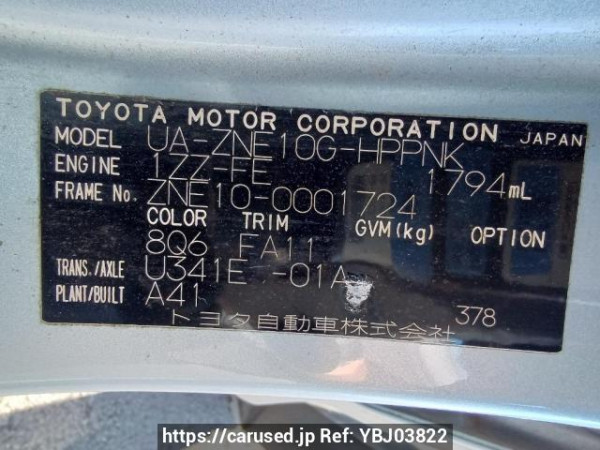 TOYOTA MOTOR CORPORATION JAPAN
MODEL UA-ZNE10G-HPPNK
ENGINE 1ZZ-FE 1794mL
FRAME No. ZNE10-0001724
COLOR TRIM GVM(kg) OPTION
8Q6 FA11
TRANS./AXLE U341E -01A
PLANT/BUILT A41
378
トヨタ自動車株式会社
https://carused.jp Ref: YBJ03822